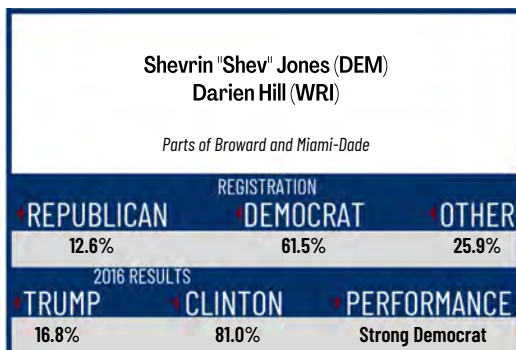 Shevrin "Shev" Jones (DEM)
Darien Hill (WRI)
Parts of Broward and Miami-Dade
REGISTRATION
REPUBLICAN DEMOCRAT OTHER
12.6% 61.5% 25.9%
2016 RESULTS
TRUMP CLINTON PERFORMANCE
16.8% 81.0% Strong Democrat